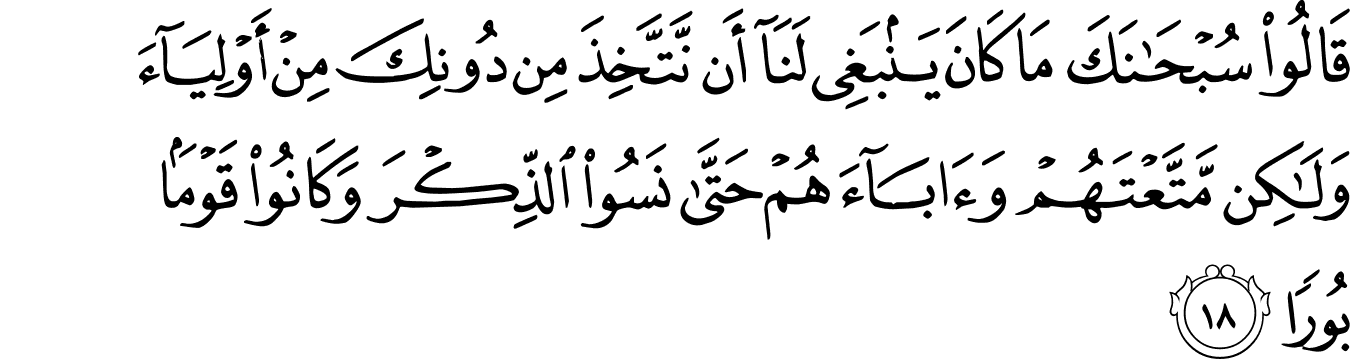 قَالُوا۟ سُبْحَـٰنَكَ مَا كَانَ يَنۢبَغِى لَنَآ أَن نَّتَّخِذَ مِن دُونِكَ مِنْ أَوْلِيَآءَ
وَلَـٰكِن مَّتَّعْتَهُمْ وَءَابَآءَهُمْ حَتَّىٰ نَسُوا۟ ٱلذِّكْرَ وَكَانُوا۟ قَوْمًۢا
بُورًا ١٨